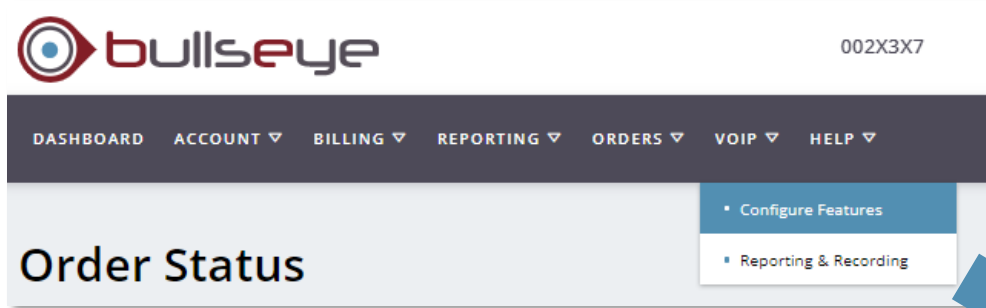 bullseye
002X3X7
DASHBOARD ACCOUNT BILLING REPORTING ORDERS VOIP HELP
Configure Features
Order Status
Reporting & Recording